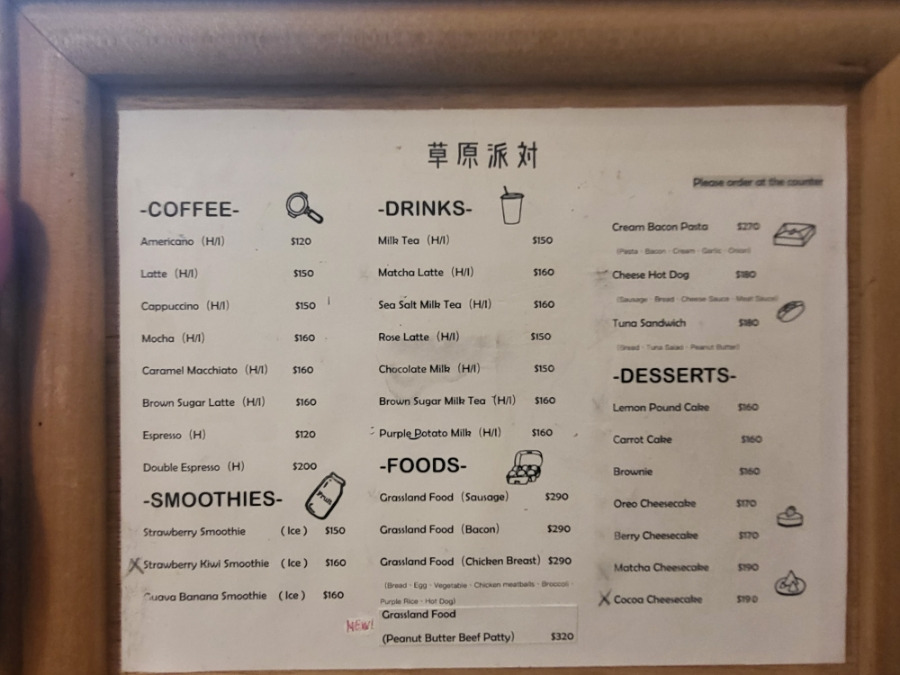 草原派対
Please order at the counter
-COFFEE-
Americano (H/I) $120
Latte (H/I) $150
Cappuccino (H/I) $150
Mocha (H/I) $160
Caramel Macchiato (H/I) $160
Brown Sugar Latte (H/I) $160
Espresso (H) $120
Double Espresso (H) $200
-SMOOTHIES-
Strawberry Smoothie (Ice) $150
Strawberry Kiwi Smoothie (Ice) $160
Guava Banana Smoothie (Ice) $160
-DRINKS-
Milk Tea (H/I) $150
Matcha Latte (H/I) $160
Sea Salt Milk Tea (H/I) $160
Rose Latte (H/I) $150
Chocolate Milk (H/I) $150
Brown Sugar Milk Tea (H/I) $160
Purple Potato Milk (H/I) $160
-FOODS-
Grassland Food (Sausage) $290
Grassland Food (Bacon) $290
Grassland Food (Chicken Breast) $290
(Bread · Egg · Vegetable · Chicken meatballs · Broccoli ·
Purple Rice · Hot Dog)
NEW!
Grassland Food
(Peanut Butter Beef Patty) $320
Cream Bacon Pasta $270
(Pasta · Bacon · Cream · Garlic · Onion)
Cheese Hot Dog $180
(Sausage · Bread · Cheese Sauce · Meat Sauce)
Tuna Sandwich $180
(Bread · Tuna Salad · Peanut Butter)
-DESSERTS-
Lemon Pound Cake $160
Carrot Cake $160
Brownie $160
Oreo Cheesecake $170
Berry Cheesecake $170
Matcha Cheesecake $190
Cocoa Cheesecake $190